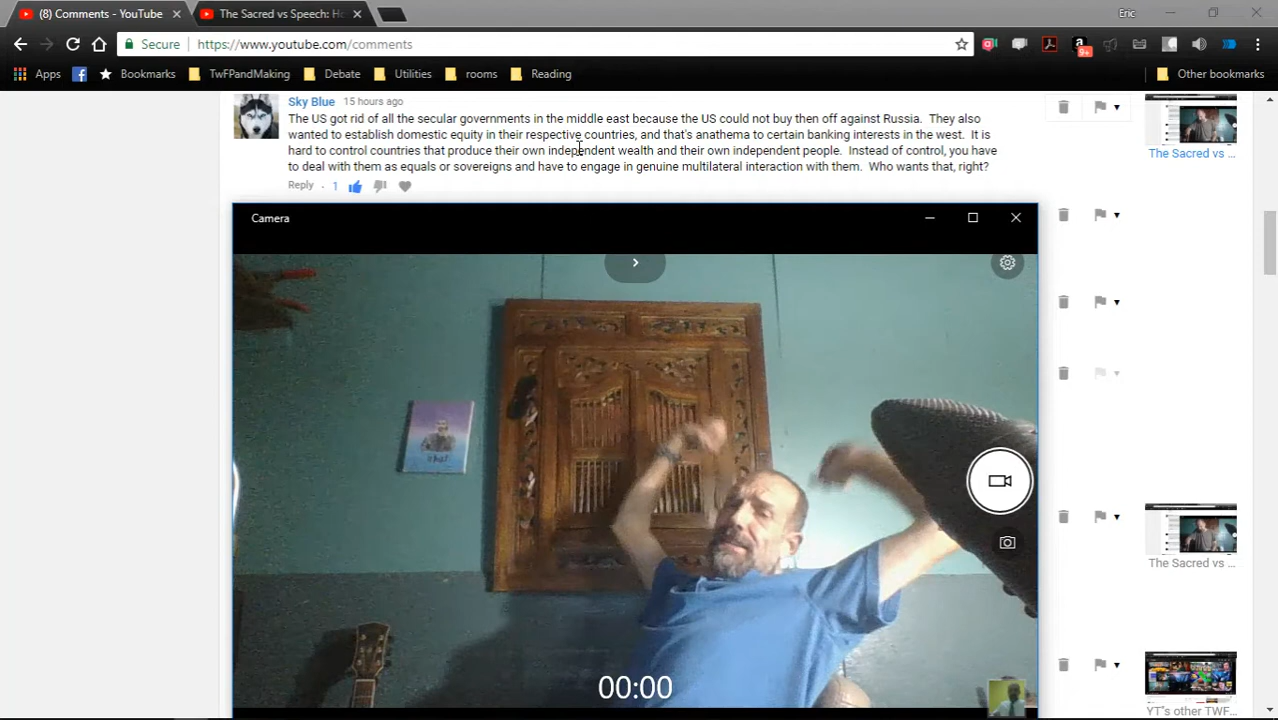 (8) Comments - YouTube
The Sacred vs Speech: H
Eric
Secure
https://www.youtube.com/comments
9+
Apps
Bookmarks
TwFPandMaking
Debate
Utilities
rooms
Reading
Other bookmarks
Sky Blue 15 hours ago
The US got rid of all the secular governments in the middle east because the US could not buy then off against Russia. They also
wanted to establish domestic equity in their respective countries, and that's anathema to certain banking interests in the west. It is
hard to control countries that produce their own independent wealth and their own independent people. Instead of control, you have
to deal with them as equals or sovereigns and have to engage in genuine multilateral interaction with them. Who wants that, right?
Reply · 1
The Sacred vs ...
Camera
The Sacred vs ...
00:00
YT"s other TWF...